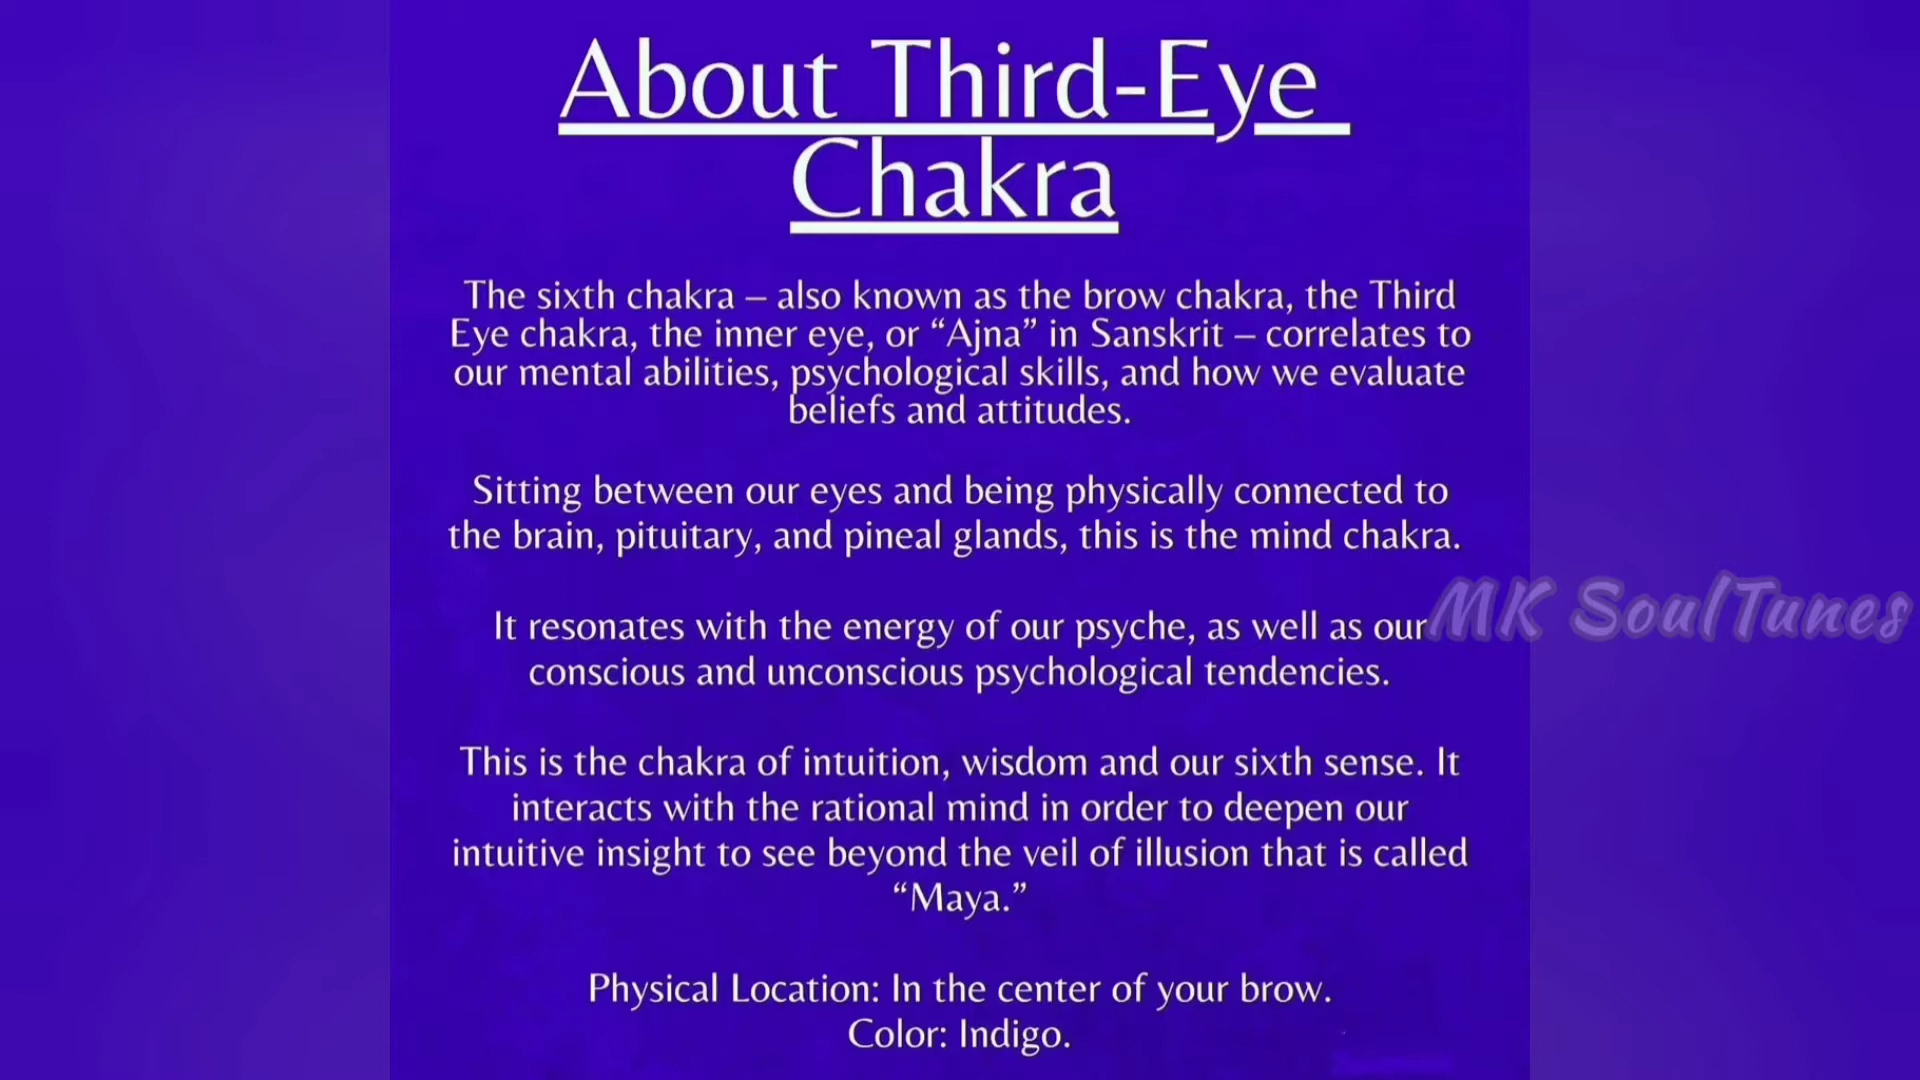 About Third-Eye
Chakra
The sixth chakra – also known as the brow chakra, the Third
Eye chakra, the inner eye, or “Ajna” in Sanskrit – correlates to
our mental abilities, psychological skills, and how we evaluate
beliefs and attitudes.
Sitting between our eyes and being physically connected to
the brain, pituitary, and pineal glands, this is the mind chakra.
It resonates with the energy of our psyche, as well as our
conscious and unconscious psychological tendencies.
MK SoulTunes
This is the chakra of intuition, wisdom and our sixth sense. It
interacts with the rational mind in order to deepen our
intuitive insight to see beyond the veil of illusion that is called
“Maya.”
Physical Location: In the center of your brow.
Color: Indigo.